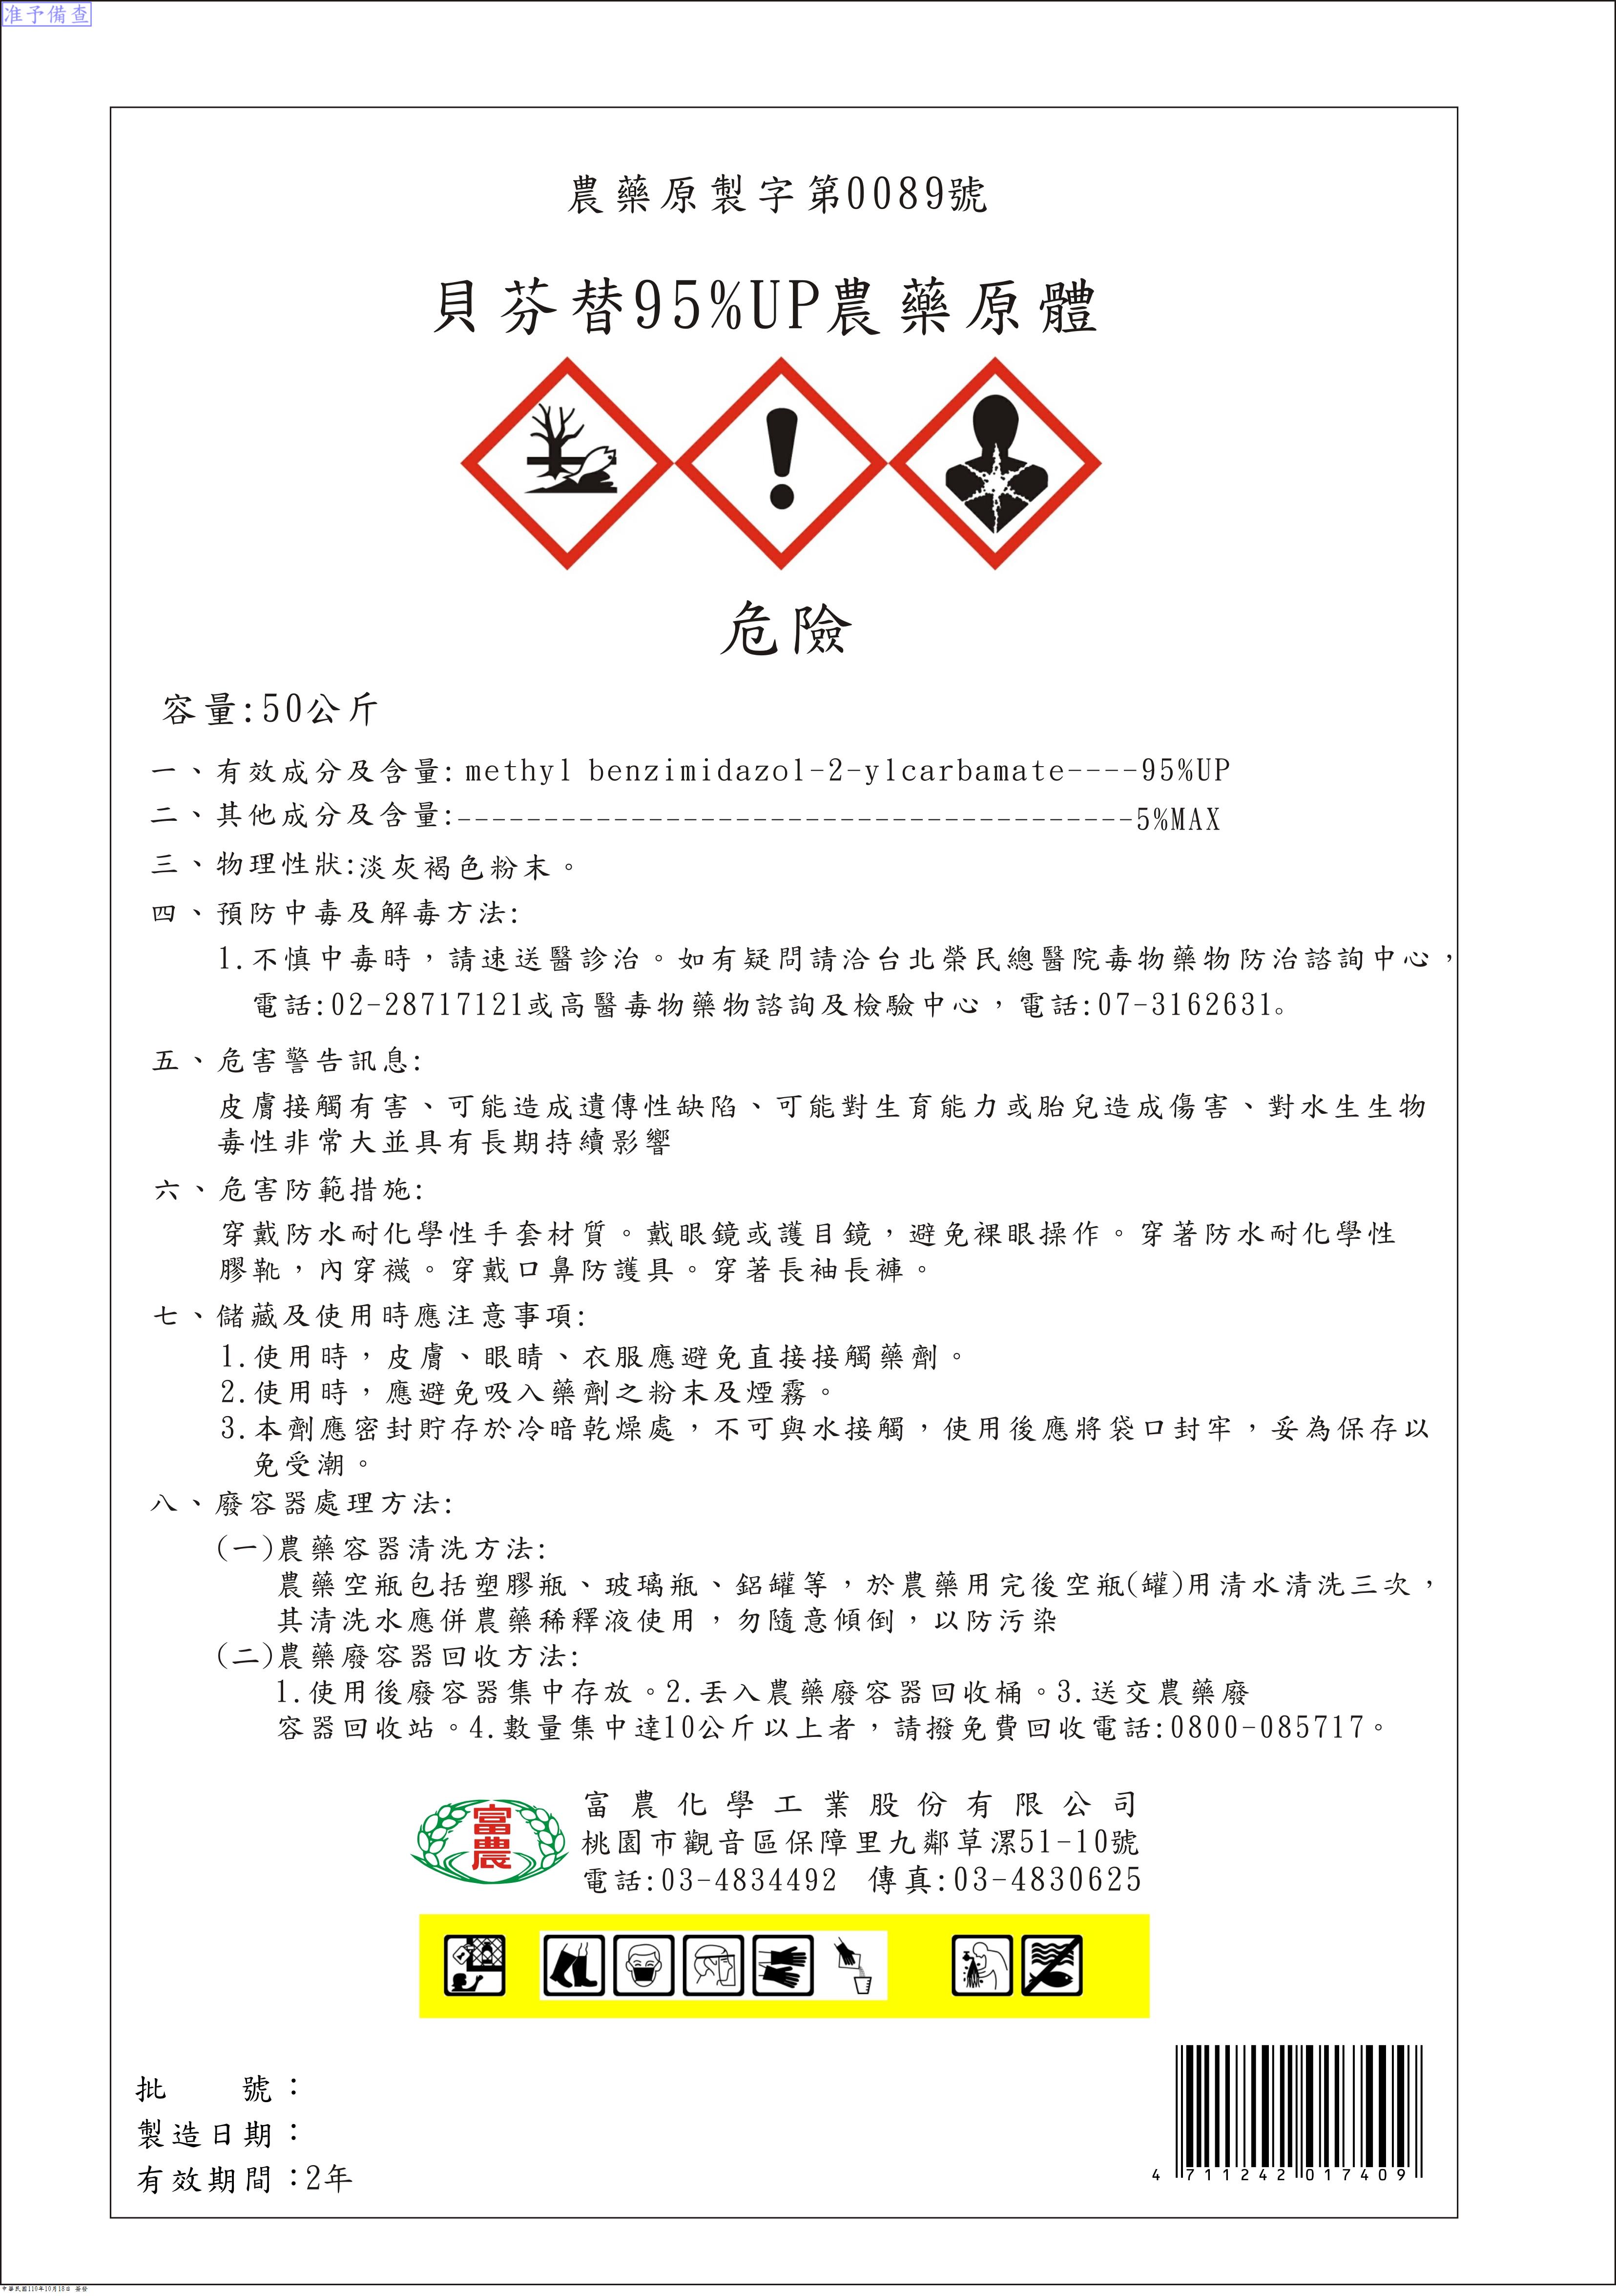 准予備查
農藥原製字第0089號
貝芬替95%UP農藥原體
危險
容量:50公斤
一、有效成分及含量: methyl benzimidazol-2-ylcarbamate----95%UP
二、其他成分及含量:---------------------------------------5%MAX
三、物理性狀:淡灰褐色粉末。
四、預防中毒及解毒方法:
1.不慎中毒時，請速送醫診治。如有疑問請洽台北榮民總醫院毒物藥物防治諮詢中心，
電話:02-28717121或高醫毒物藥物諮詢及檢驗中心，電話:07-3162631。
五、危害警告訊息:
皮膚接觸有害、可能造成遺傳性缺陷、可能對生育能力或胎兒造成傷害、對水生生物
毒性非常大並具有長期持續影響
六、危害防範措施:
穿戴防水耐化學性手套材質。戴眼鏡或護目鏡，避免裸眼操作。穿著防水耐化學性
膠靴，內穿襪。穿戴口鼻防護具。穿著長袖長褲。
七、儲藏及使用時應注意事項:
1.使用時，皮膚、眼睛、衣服應避免直接接觸藥劑。
2.使用時，應避免吸入藥劑之粉末及煙霧。
3.本劑應密封貯存於冷暗乾燥處，不可與水接觸，使用後應將袋口封牢，妥為保存以
免受潮。
八、廢容器處理方法:
(一)農藥容器清洗方法:
農藥空瓶包括塑膠瓶、玻璃瓶、鋁罐等，於農藥用完後空瓶(罐)用清水清洗三次，
其清洗水應併農藥稀釋液使用，勿隨意傾倒，以防污染
(二)農藥廢容器回收方法:
1.使用後廢容器集中存放。2.丟入農藥廢容器回收桶。3.送交農藥廢
容器回收站。4.數量集中達10公斤以上者，請撥免費回收電話:0800-085717。
富農
富農化學工業股份有限公司
桃園市觀音區保障里九鄰草漯51-10號
電話:03-4834492 傳真:03-4830625
批 號：
製造日期：
有效期間：2年
4 711242 017409
中華民國110年10月18日 簽發